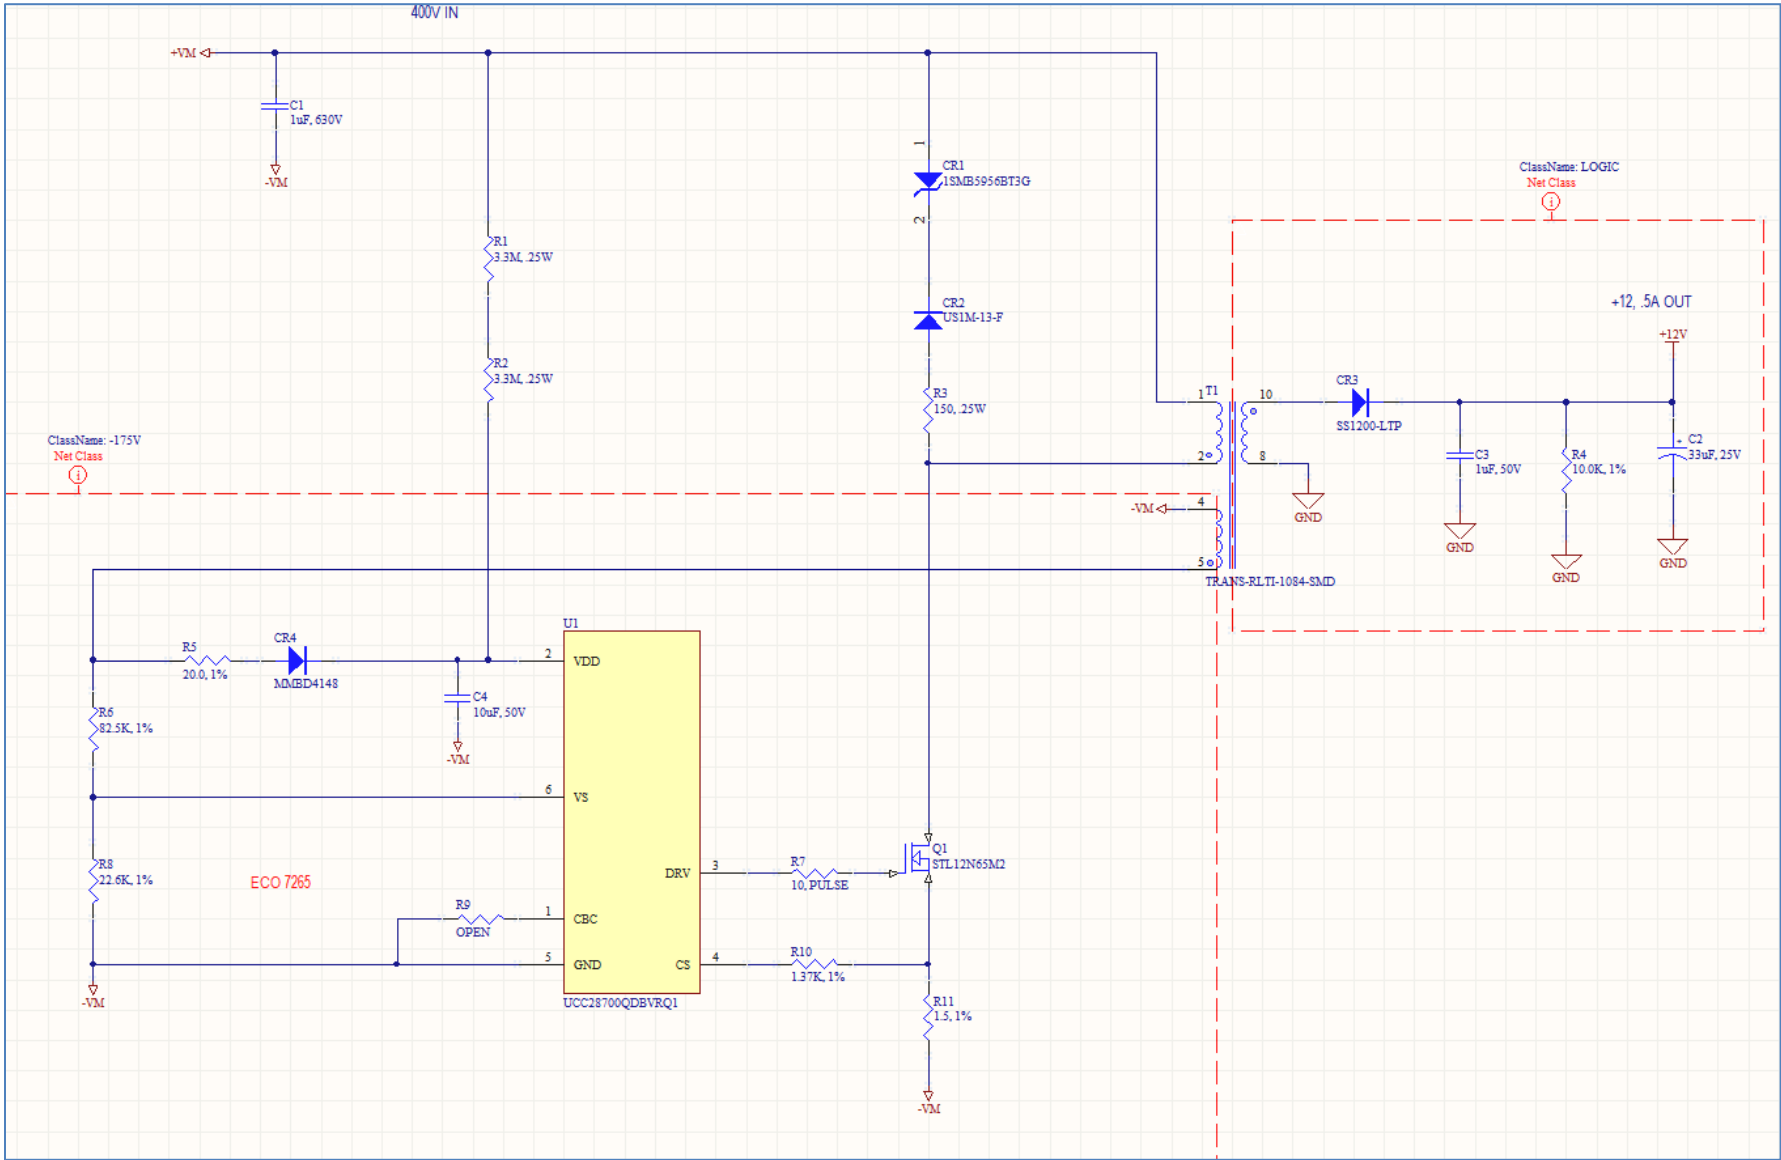 400V IN
+VM
C1
1uF, 630V
-VM
1
CR1
1SMB5956BT3G
2
R1
3.3M, .25W
CR2
US1M-13-F
R2
3.3M, .25W
R3
150, .25W
ClassName: LOGIC
Net Class
i
+12, .5A OUT
+12V
1
T1
10
CR3
SS1200-LTP
2
8
C3
1uF, 50V
R4
10.0K, 1%
C2
+
33uF, 25V
GND
GND
GND
GND
ClassName: -175V
Net Class
i
-VM
4
5
TRANS-RLTI-1084-SMD
U1
R5
20.0, 1%
CR4
MMBD4148
2
VDD
C4
10uF, 50V
-VM
R6
82.5K, 1%
6
VS
R8
22.6K, 1%
ECO 7265
DRV
3
R7
10, PULSE
Q1
STL12N65M2
R9
OPEN
1
CBC
5
GND
CS
4
R10
1.37K, 1%
-VM
UCC28700QDBVRQ1
R11
1.5, 1%
-VM